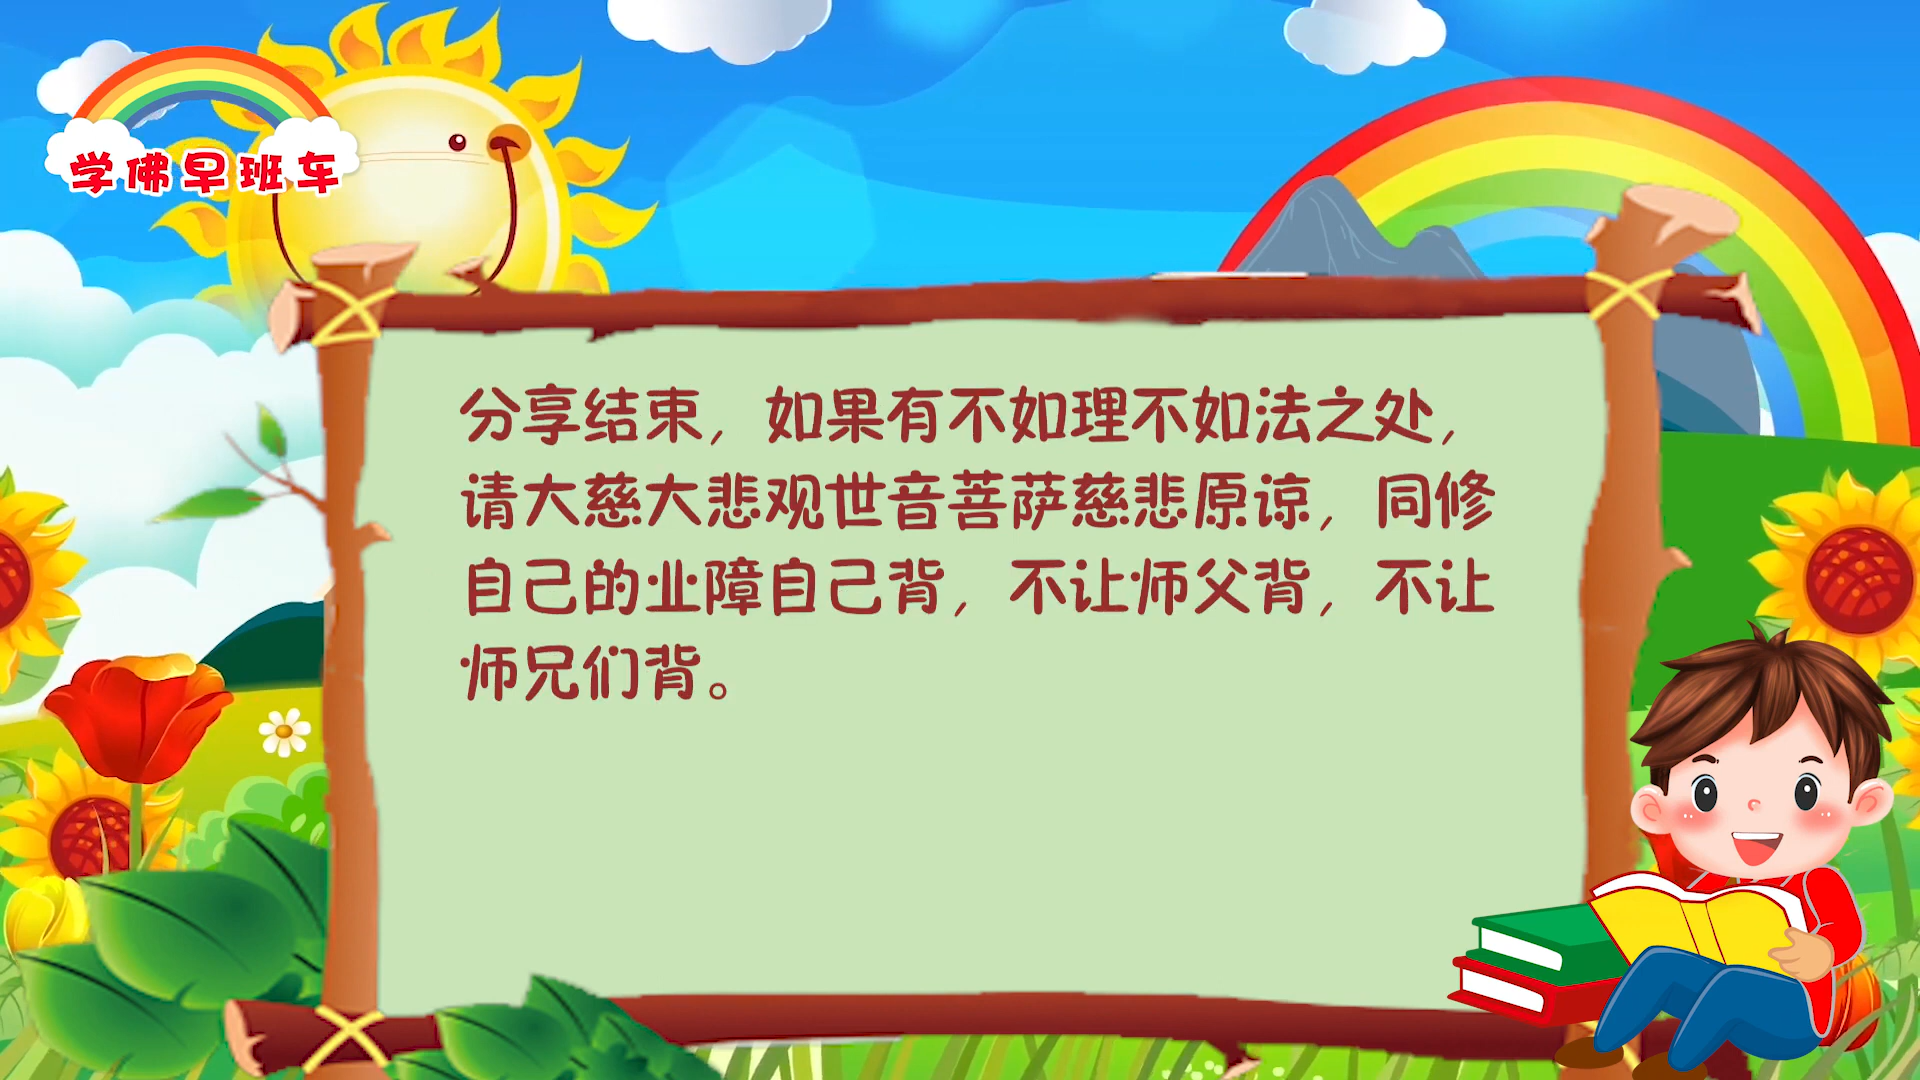 学佛早班车
分享结束，如果有不如理不如法之处，
请大慈大悲观世音菩萨慈悲原谅，同修
自己的业障自己背，不让师父背，不让
师兄们背。